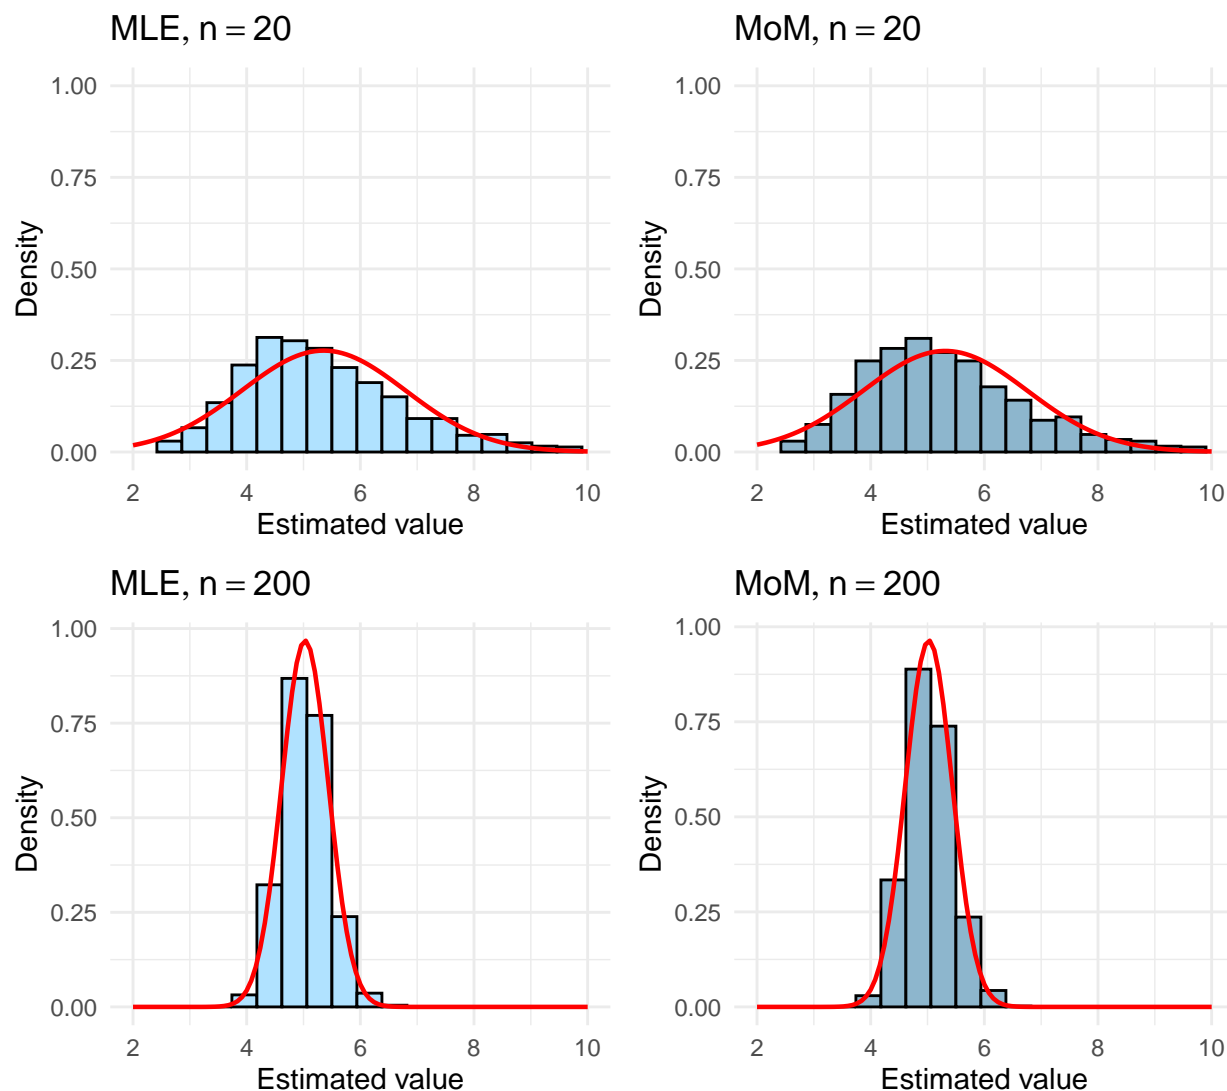 MLE, n = 20
1.00
0.75
0.50
0.25
0.00
Density
2 4 6 8 10
Estimated value
MoM, n = 20
1.00
0.75
0.50
0.25
0.00
Density
2 4 6 8 10
Estimated value
MLE, n = 200
1.00
0.75
0.50
0.25
0.00
Density
2 4 6 8 10
Estimated value
MoM, n = 200
1.00
0.75
0.50
0.25
0.00
Density
2 4 6 8 10
Estimated value